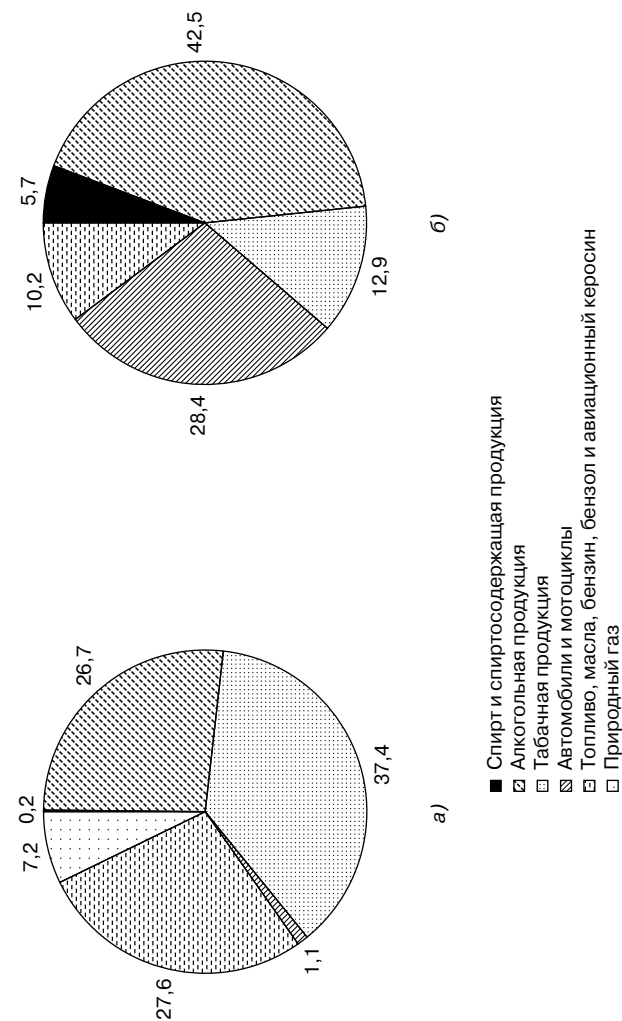 0,2
26,7
37,4
1,1
27,6
7,2
а)
5,7
42,5
12,9
28,4
10,2
б)
Спирт и спиртосодержащая продукция
Алкогольная продукция
Табачная продукция
Автомобили и мотоциклы
Топливо, масла, бензин, бензол и авиационный керосин
Природный газ